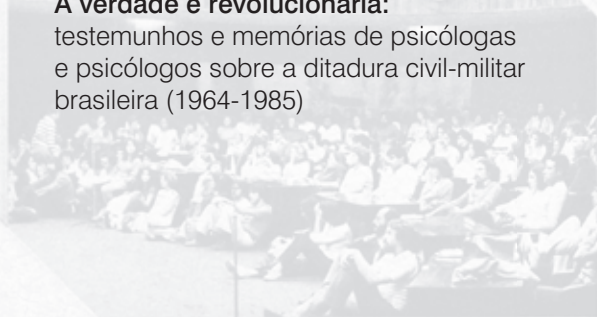 A verdade é revolucionária:
testemunhos e memórias de psicólogas
e psicólogos sobre a ditadura civil-militar
brasileira (1964-1985)